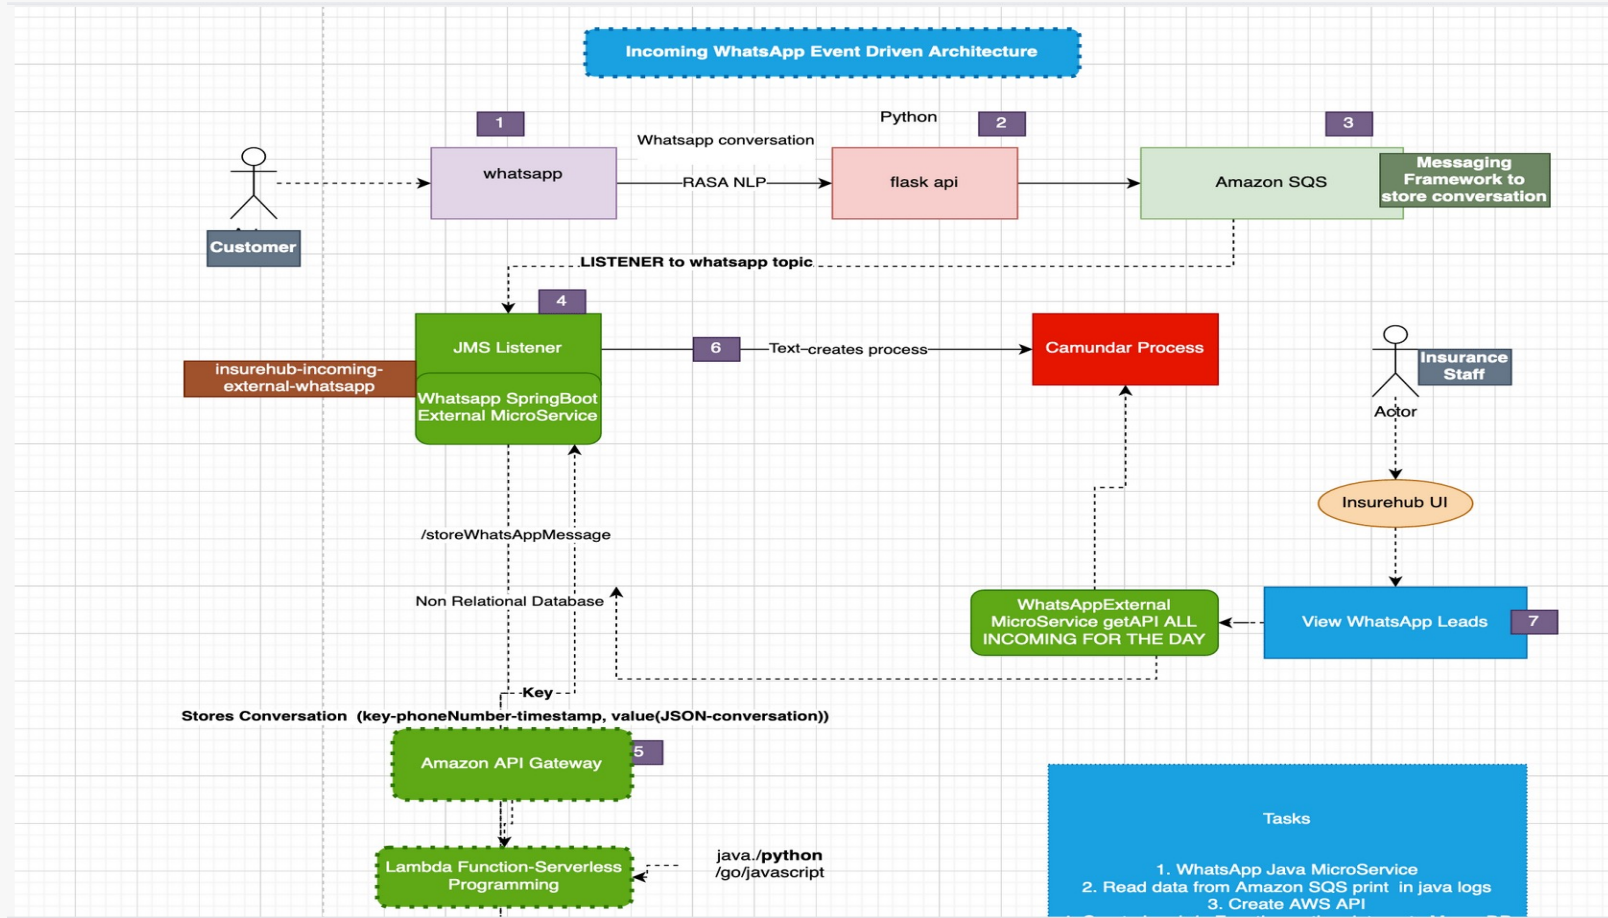 Incoming WhatsApp Event Driven Architecture
1
Whatsapp conversation
Python
2
3
whatsapp
RASA NLP
flask api
Amazon SQS
Messaging
Framework to
store conversation
Customer
LISTENER to whatsapp topic
4
JMS Listener
6
Text-creates process
Camundar Process
Insurance
Staff
insurehub-incoming-
external-whatsapp
Whatsapp SpringBoot
External MicroService
Actor
Insurehub UI
/storeWhatsAppMessage
Non Relational Database
WhatsAppExternal
MicroService getAPI ALL
INCOMING FOR THE DAY
View WhatsApp Leads
7
Key
Stores Conversation (key-phoneNumber-timestamp, value(JSON-conversation))
Amazon API Gateway
5
Lambda Function-Serverless
Programming
java./python
/go/javascript
Tasks
1. WhatsApp Java MicroService
2. Read data from Amazon SQS print in java logs
3. Create AWS API